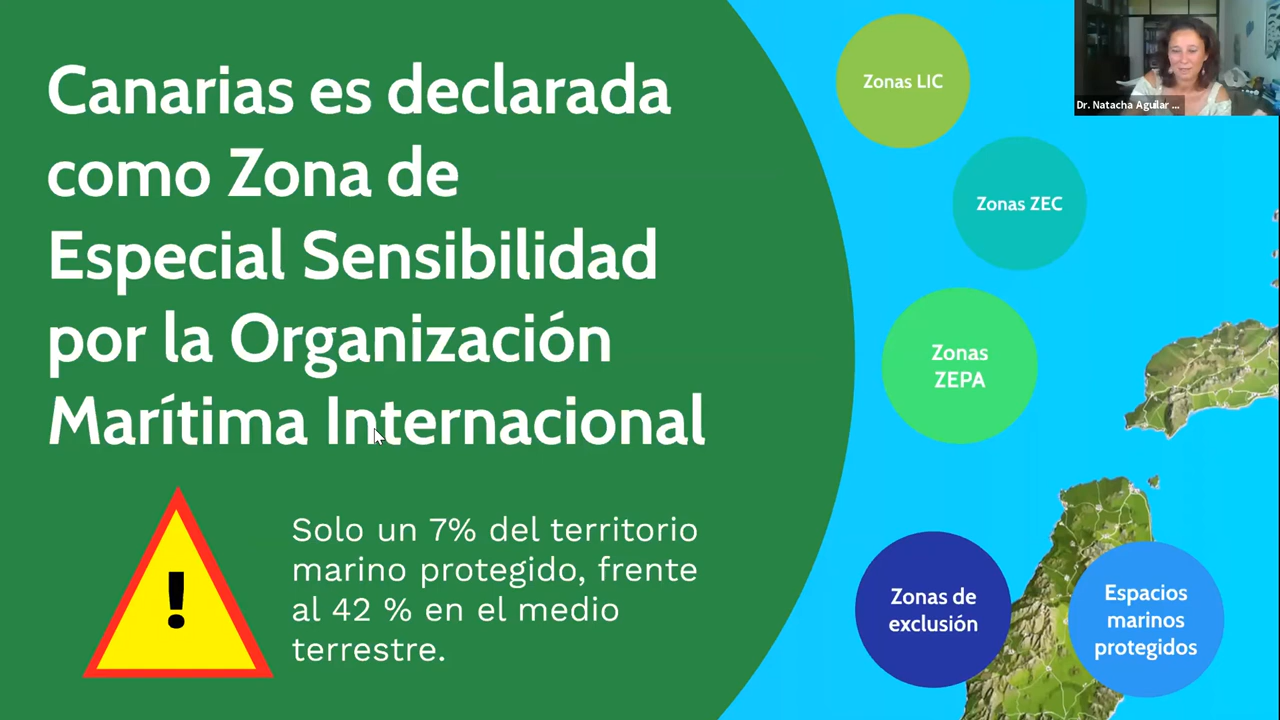 Canarias es declarada
como Zona de
Especial Sensibilidad
por la Organización
Marítima Internacional
!
Solo un 7% del territorio
marino protegido, frente
al 42 % en el medio
terrestre.
Zonas LIC
Zonas ZEC
Zonas
ZEPA
Zonas de
exclusión
Espacios
marinos
protegidos
Dr. Natacha Aguilar ...